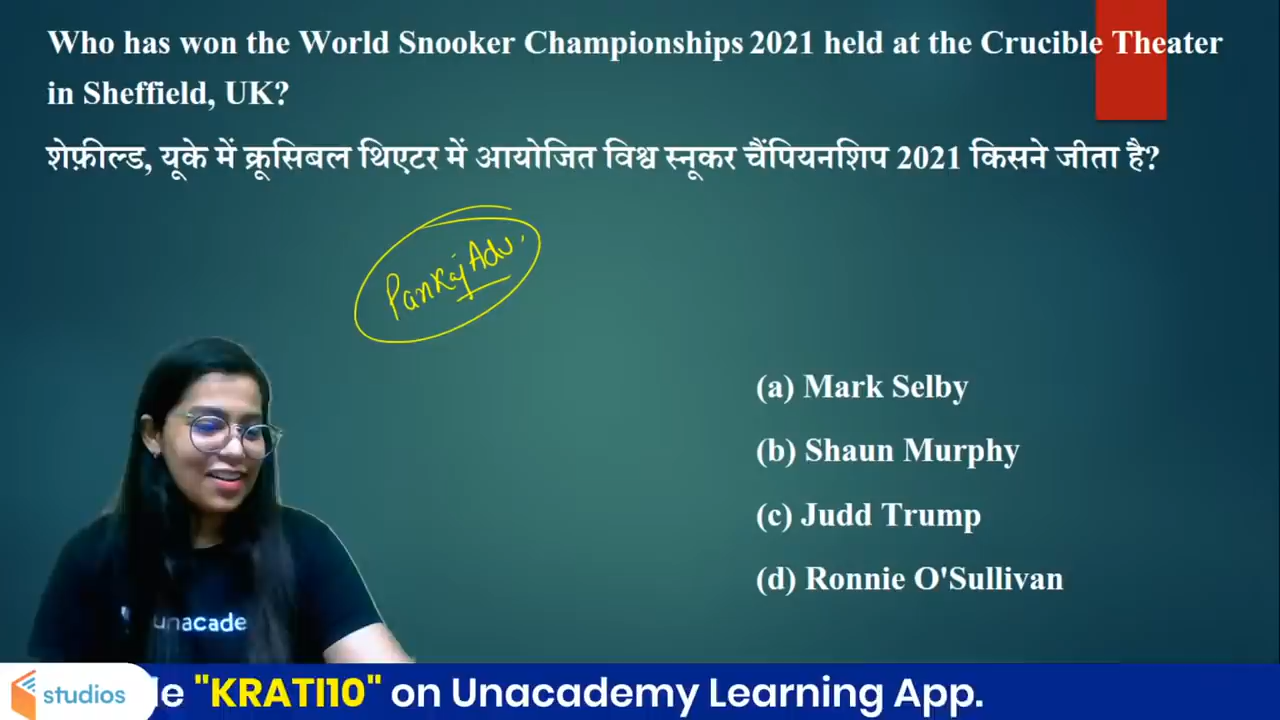 Who has won the World Snooker Championships 2021 held at the Crucible Theater
in Sheffield, UK?
शेफ़ील्ड, यूके में क्रूसिबल थिएटर में आयोजित विश्व स्नूकर चैंपियनशिप 2021 किसने जीता है?
Pankaj Adv.
(a) Mark Selby
(b) Shaun Murphy
(c) Judd Trump
(d) Ronnie O'Sullivan
unacade
studios
de "KRATI10" on Unacademy Learning App.